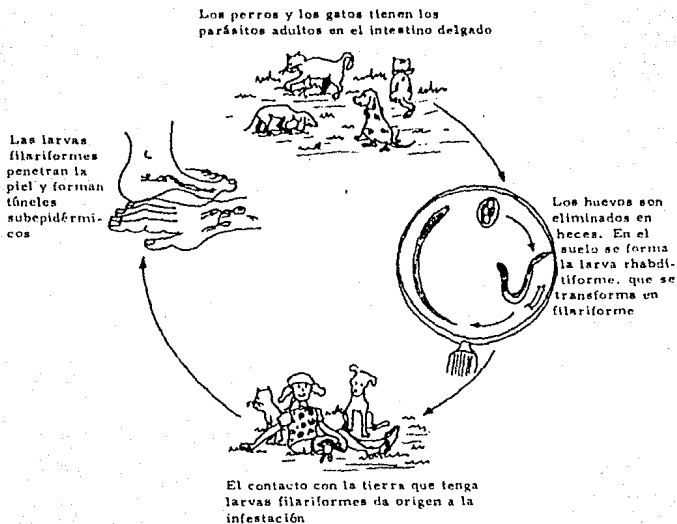 Los perros y los gatos tienen los
parásitos adultos en el intestino delgado
Los huevos son
eliminados en
heces. En el
suelo se forma
la larva rhabdi-
tiforme, que se
transforma en
filariforme
El contacto con la tierra que tenga
larvas filariformes da origen a la
infestación
Las larvas
filariformes
penetran la
piel y forman
túneles
subepidérmi-
cos